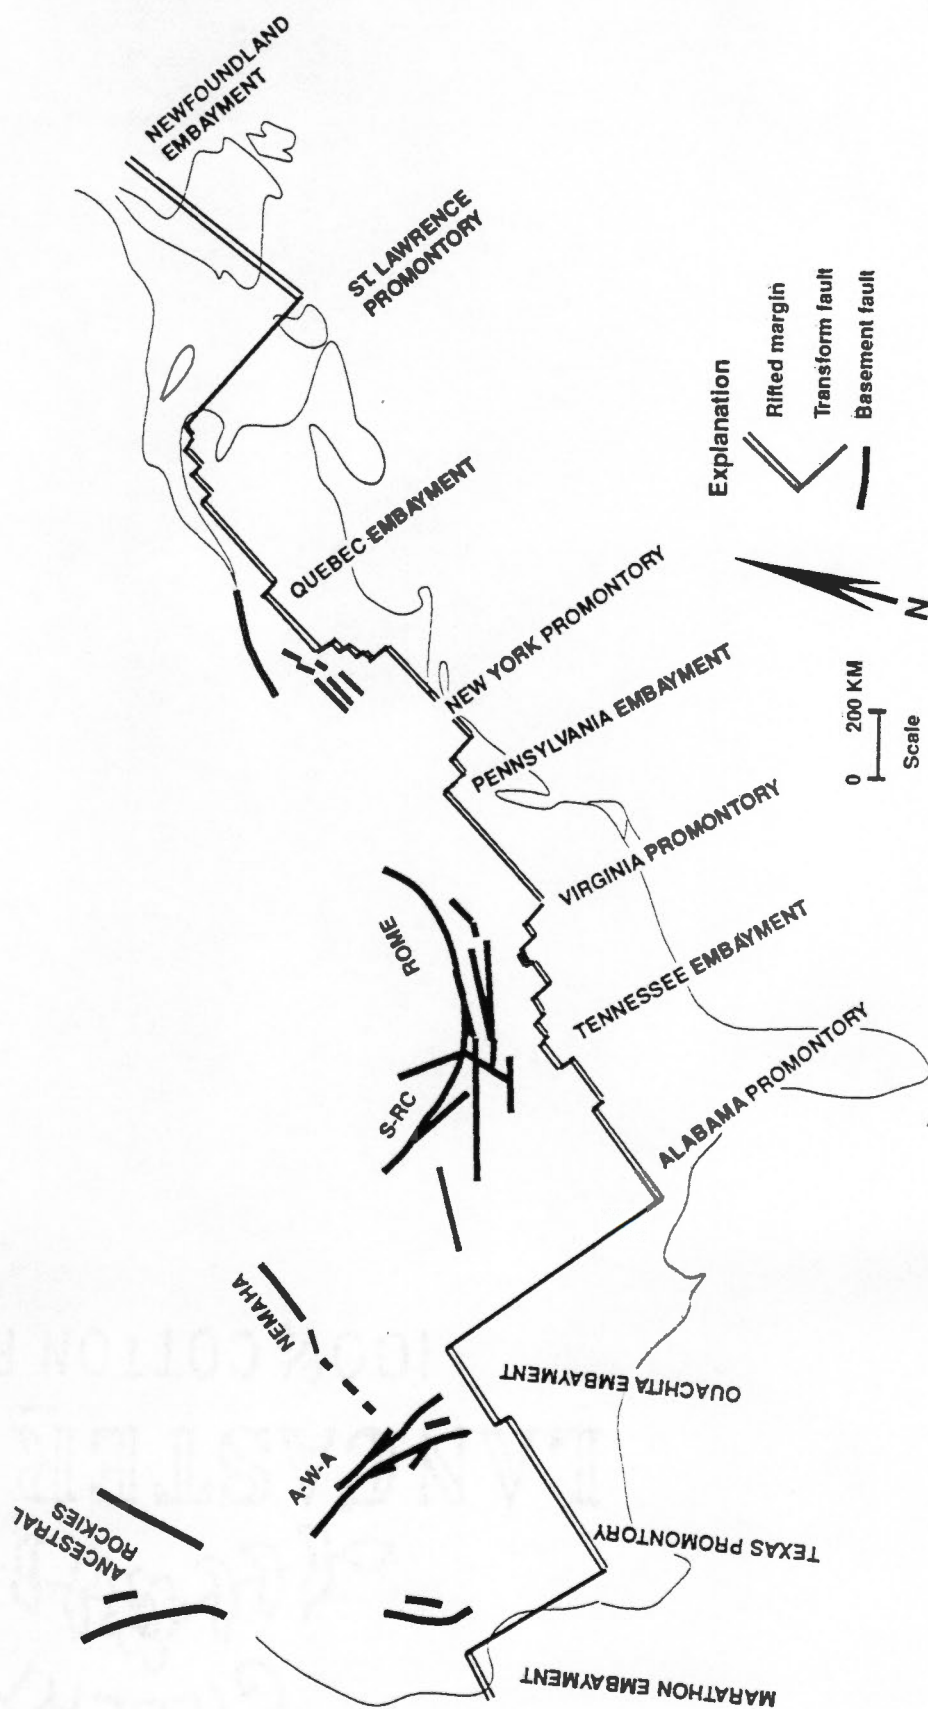 NEWFOUNDLAND
EMBAYMENT
ST. LAWRENCE
PROMONTORY
QUEBEC EMBAYMENT
NEW YORK PROMONTORY
PENNSYLVANIA EMBAYMENT
VIRGINIA PROMONTORY
TENNESSEE EMBAYMENT
ALABAMA PROMONTORY
OUACHITA EMBAYMENT
TEXAS PROMONTORY
MARATHON EMBAYMENT
ROME
S-RC
NEMAHA
A-W-A
ANCESTRAL
ROCKIES
Explanation
Rifted margin
Transform fault
Basement fault
N
0 200 KM
Scale